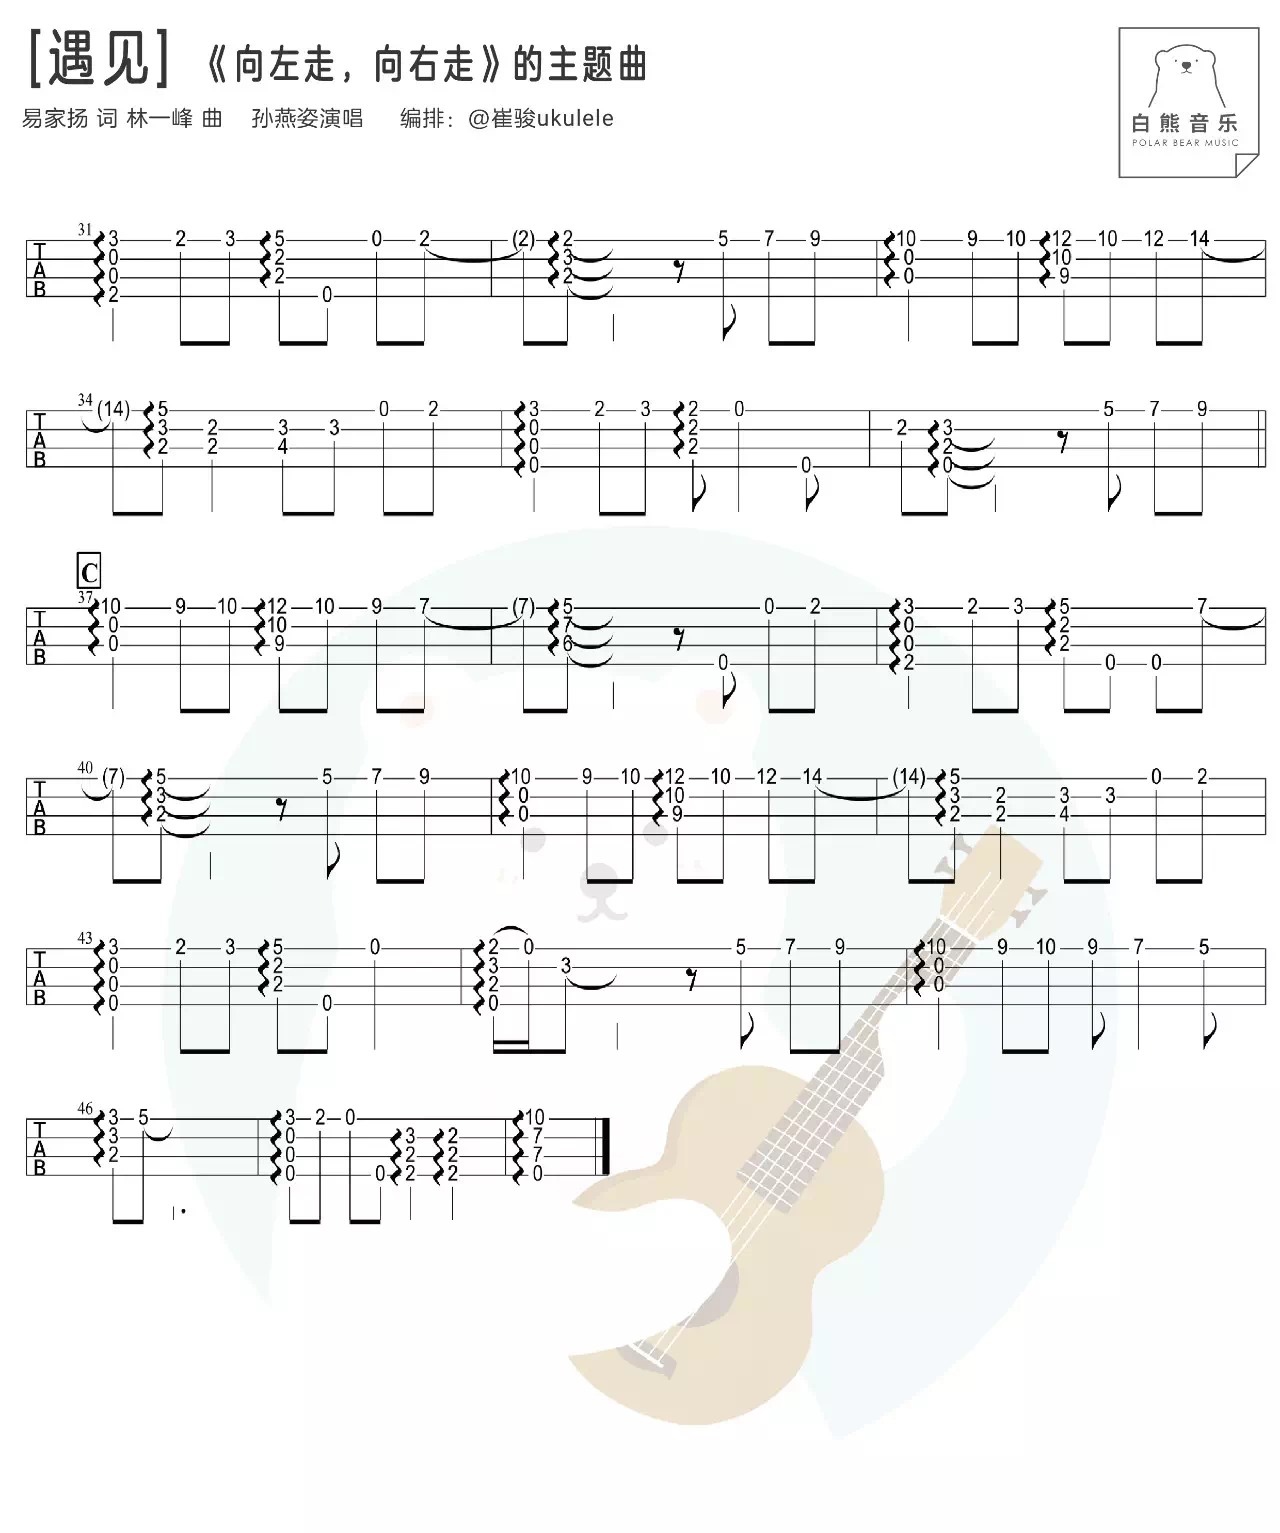 [遇见] 《向左走，向右走》的主题曲
易家扬 词 林一峰 曲 孙燕姿演唱 编排：@崔骏ukulele
白熊音乐
POLAR BEAR MUSIC
31
3 2 3 5 0 2 (2) 2 5 7 9 10 9 10 12 10 12 14
T 0 2 3 0 10
A 0 2 2 0 9
B 2 0
34
(14) 5 0 2 3 2 3 2 0 5 7 9
T 3 2 3 3 0 2 2 3
A 2 2 4 0 2 2
B 0 0 0
C
37
10 9 10 12 10 9 7 (7) 5 0 2 3 2 3 5 7
T 0 10 7 0 2
A 0 9 6 0 2
B 0 2 0 0
40
(7) 5 5 7 9 10 9 10 12 10 12 14 (14) 5 0 2
T 3 0 10 3 2 3 3
A 2 0 9 2 2 4
B
43
3 2 3 5 0 2 0 5 7 9 10 9 10 9 7 5
T 0 2 3 3 0
A 0 2 2 0
B 0 0 0
46
3 5 3 2 0 10
T 3 0 3 2 7
A 2 0 2 2 7
B 0 0 2 2 0